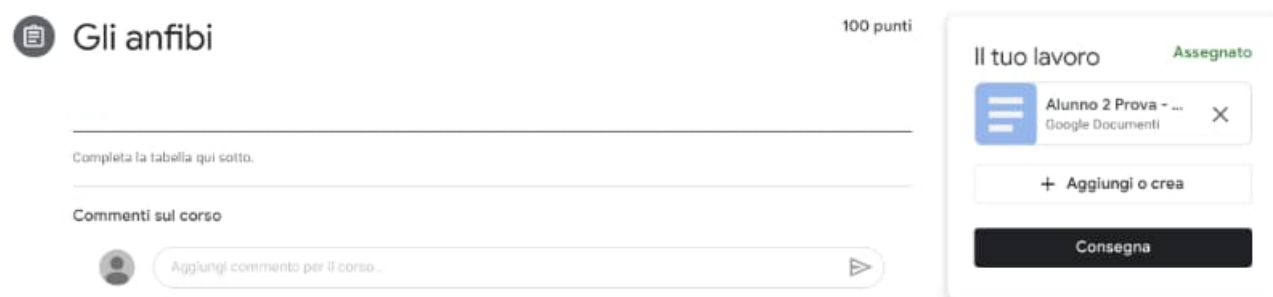 Gli anfibi
100 punti
Completa la tabella qui sotto.
Commenti sul corso
Aggiungi commento per il corso...
Il tuo lavoro
Assegnato
Alunno 2 Prova - ...
Google Documenti
+ Aggiungi o crea
Consegna